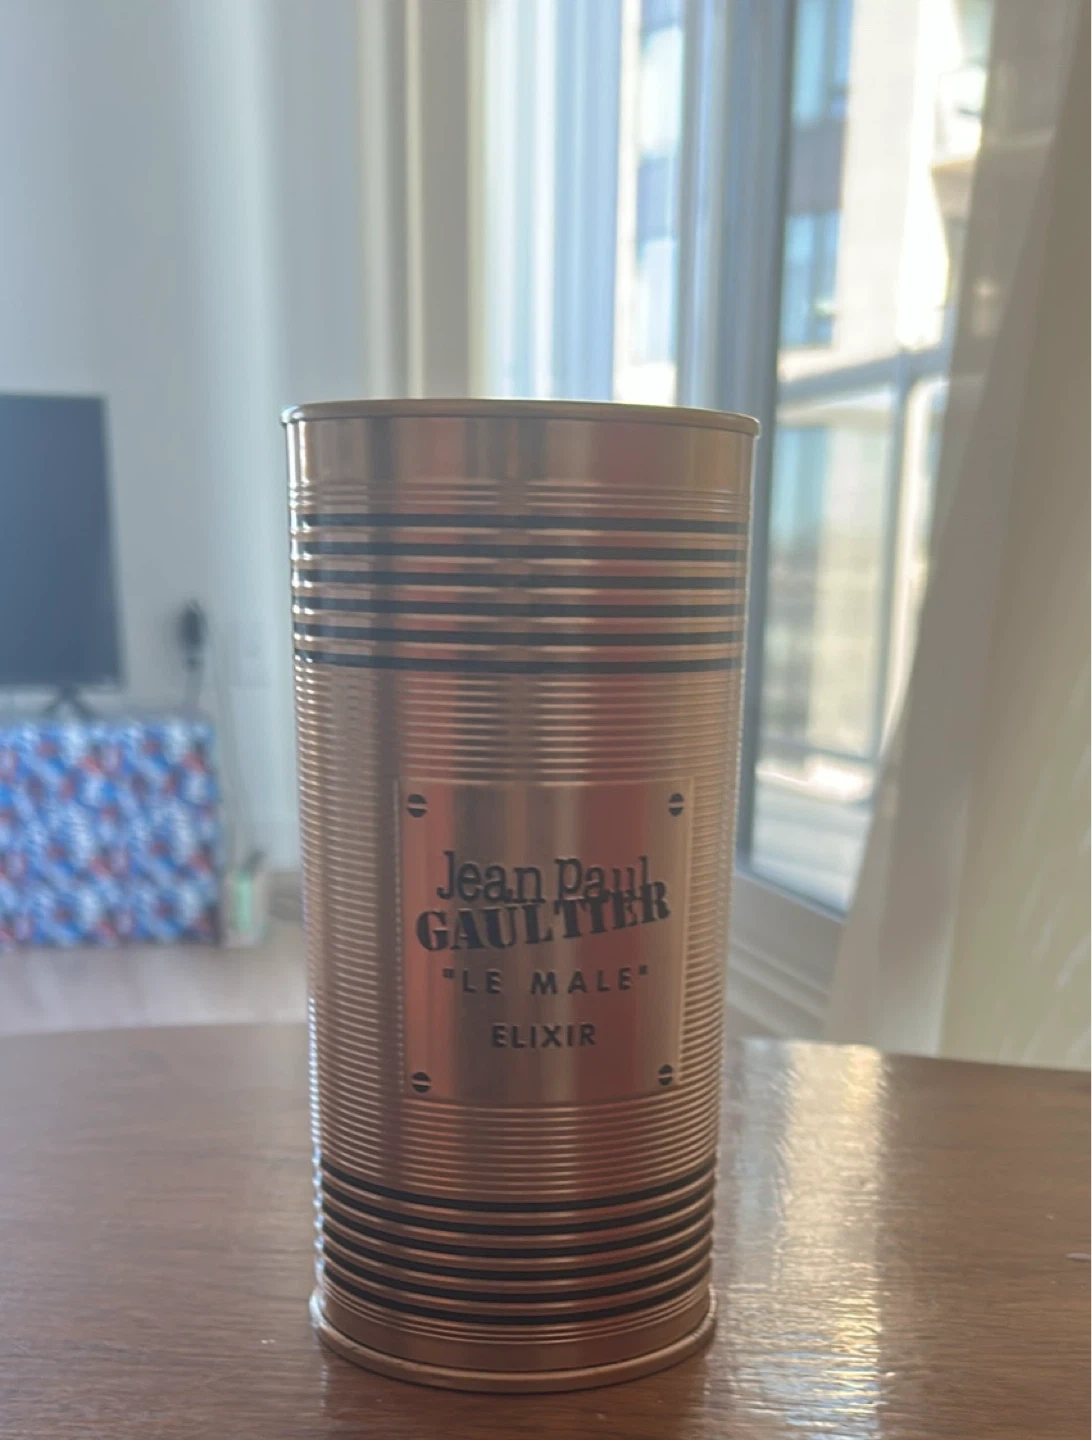 Jean Paul
GAULTIER
"LE MALE"
ELIXIR